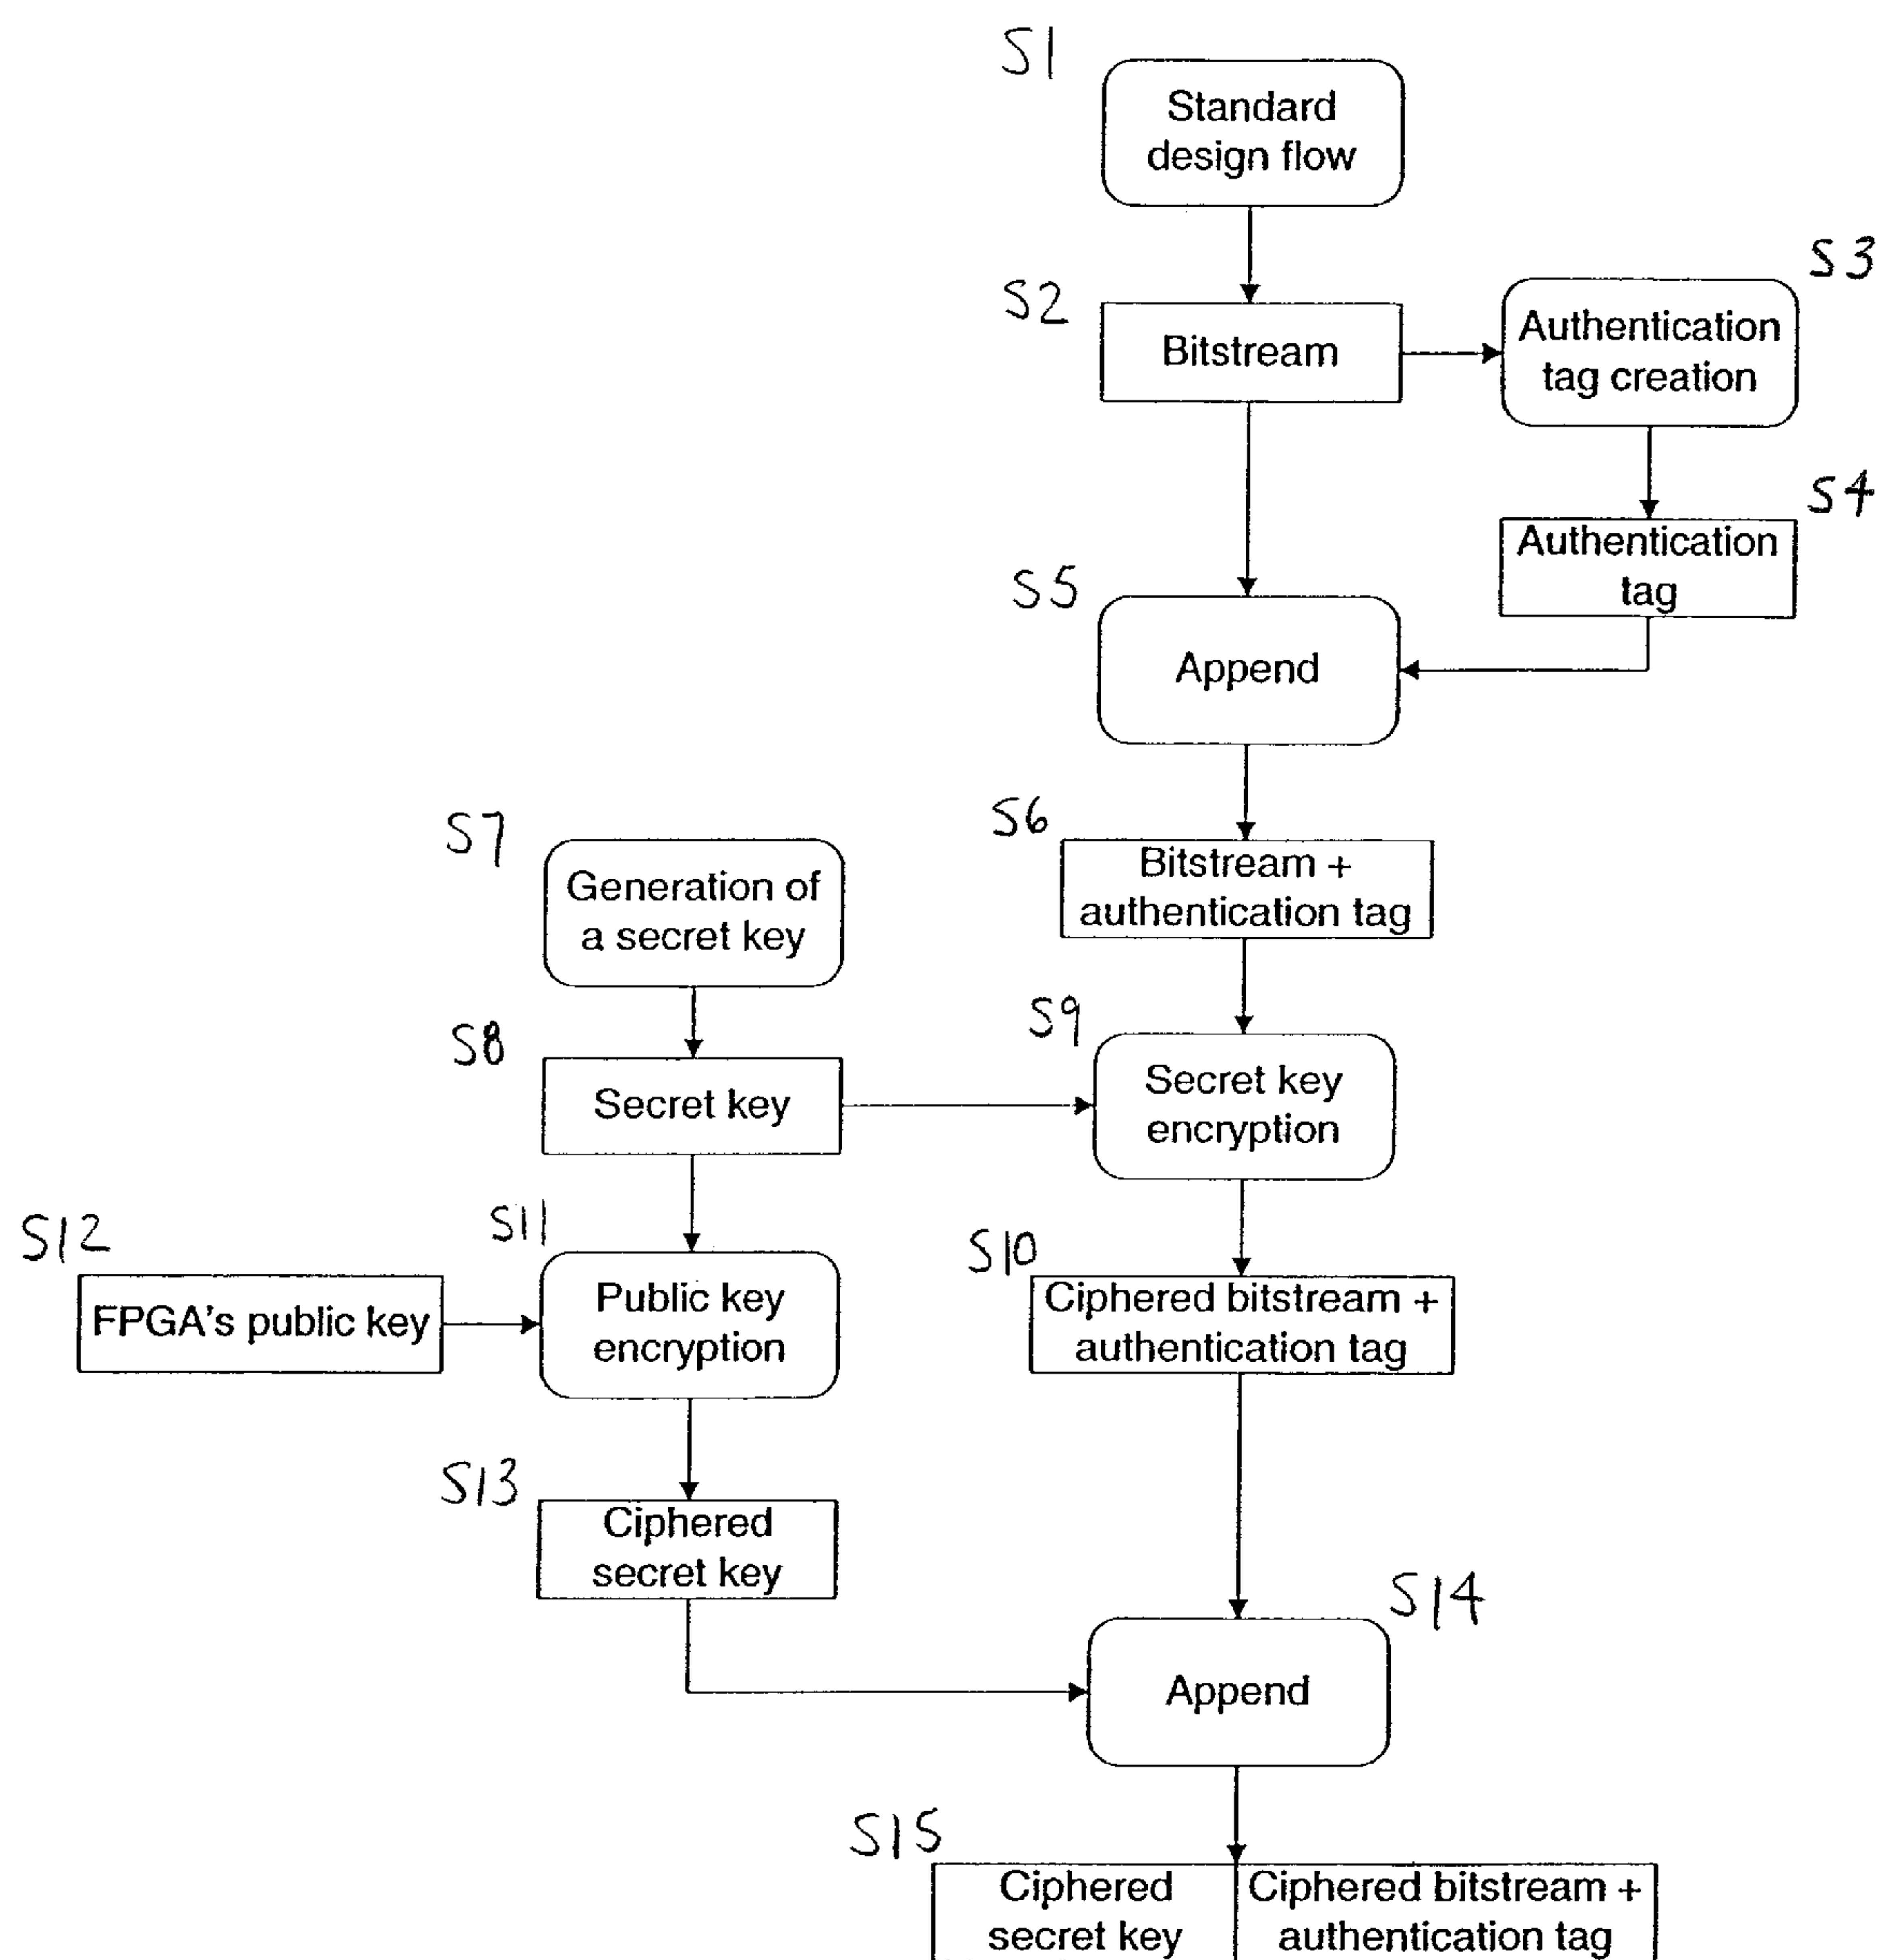 S1
Standard
design flow
S2
Bitstream
S3
Authentication
tag creation
S4
Authentication
tag
S5
Append
S6
Bitstream +
authentication tag
S7
Generation of
a secret key
S8
Secret key
S9
Secret key
encryption
S12
FPGA's public key
S11
Public key
encryption
S10
Ciphered bitstream +
authentication tag
S13
Ciphered
secret key
S14
Append
S15
Ciphered
secret key
Ciphered bitstream +
authentication tag